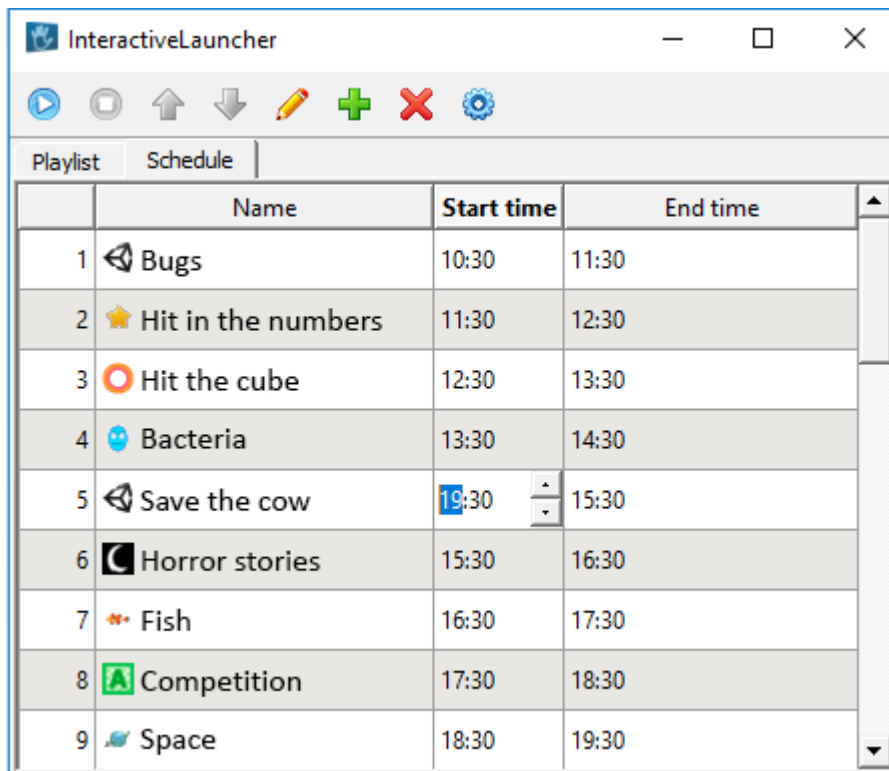 InteractiveLauncher
Playlist Schedule
Name Start time End time
1 Bugs 10:30 11:30
2 Hit in the numbers 11:30 12:30
3 Hit the cube 12:30 13:30
4 Bacteria 13:30 14:30
5 Save the cow 19:30 15:30
6 Horror stories 15:30 16:30
7 Fish 16:30 17:30
8 A Competition 17:30 18:30
9 Space 18:30 19:30